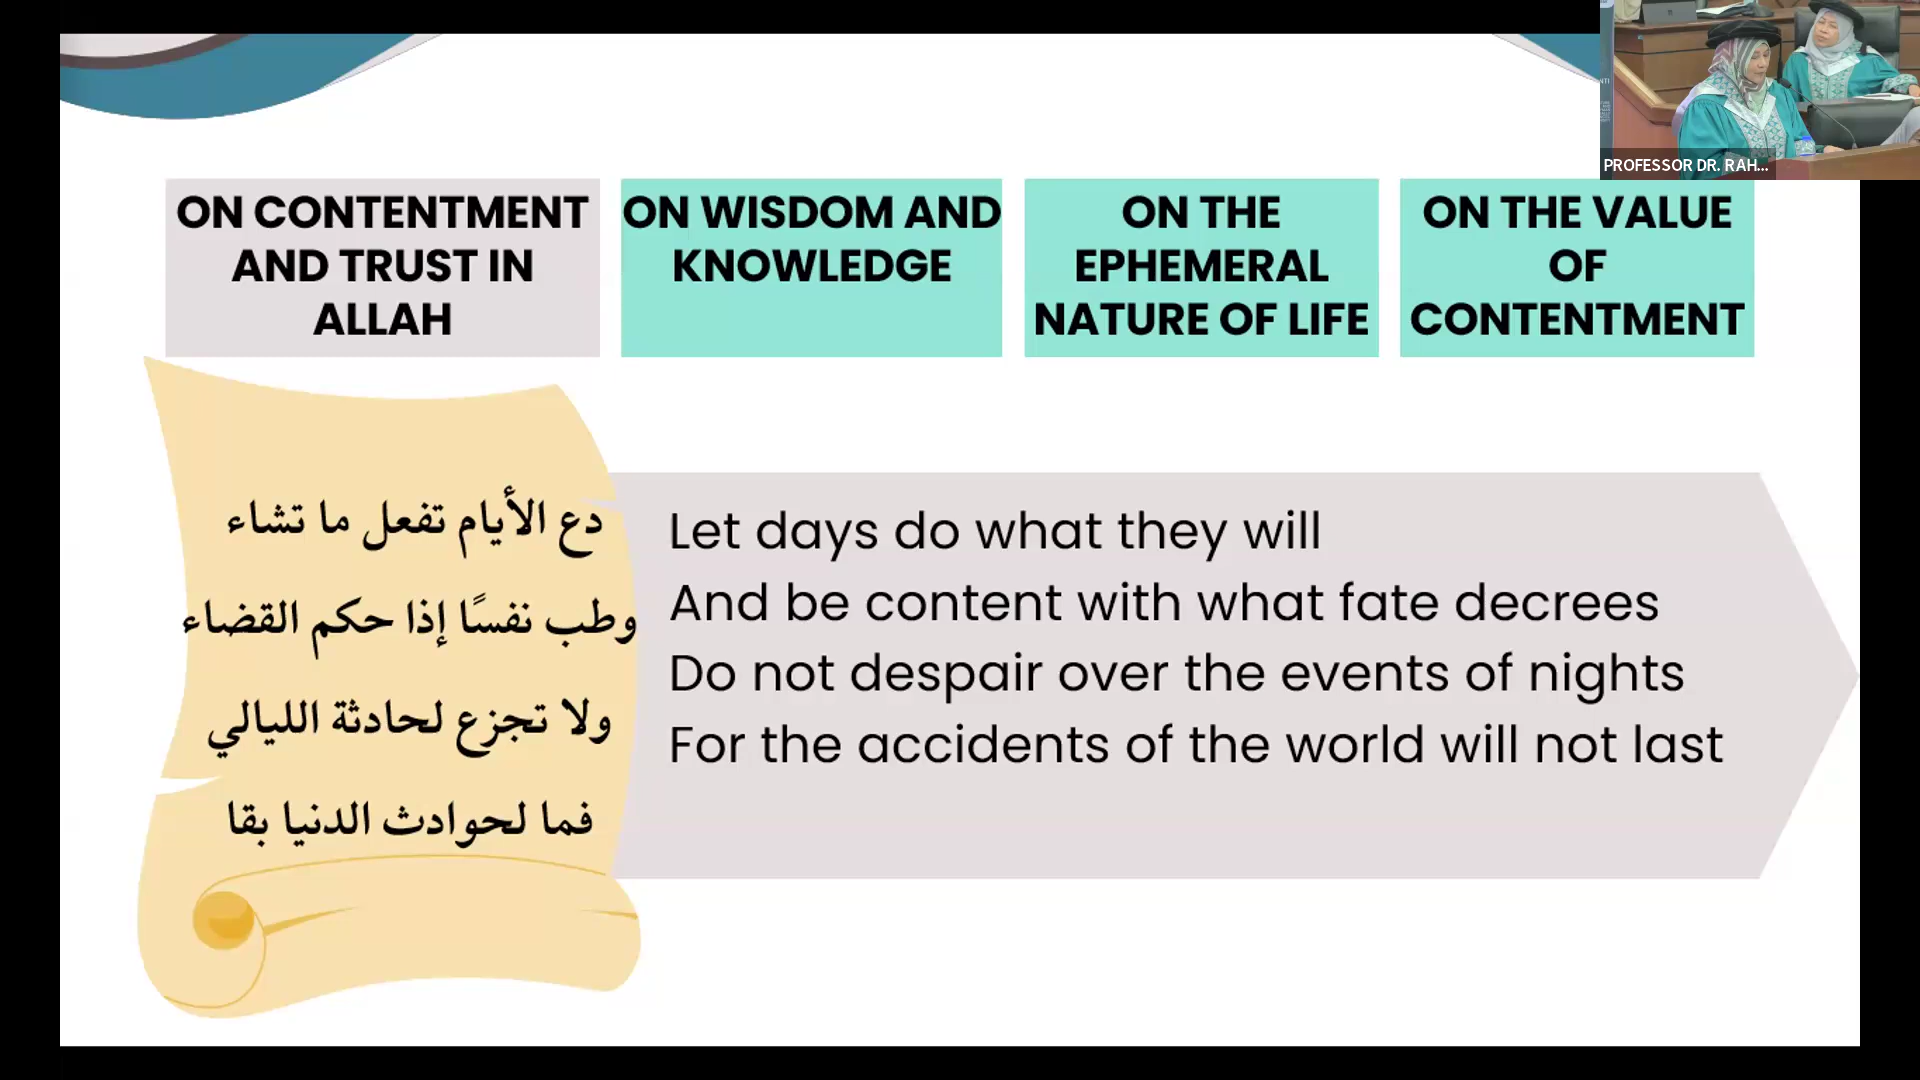 ON CONTENTMENT
AND TRUST IN
ALLAH
ON WISDOM AND
KNOWLEDGE
ON THE
EPHEMERAL
NATURE OF LIFE
ON THE VALUE
OF
CONTENTMENT
PROFESSOR DR. RAH...
دع الأيام تفعل ما تشاء
وطب نفسًا إذا حكم القضاء
ولا تجزع لحادثة الليالي
فما لحوادث الدنيا بقا
Let days do what they will
And be content with what fate decrees
Do not despair over the events of nights
For the accidents of the world will not last